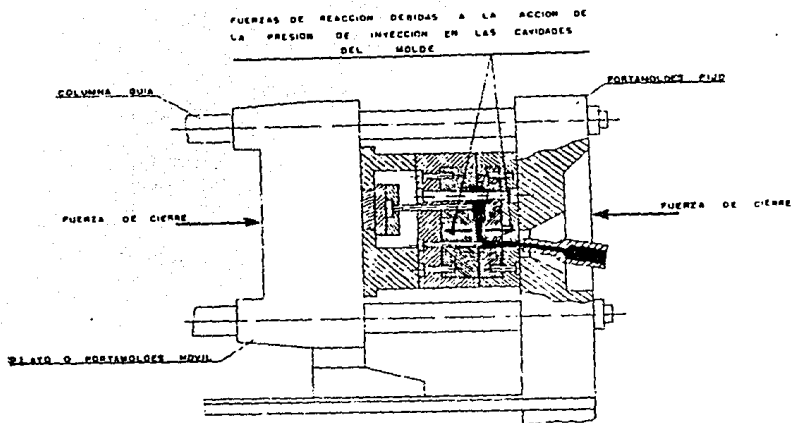 FUERZAS DE REACCION DEBIDAS A LA ACCION DE
LA PRESION DE INYECCION EN LAS CAVIDADES
DEL MOLDE
COLUMNA GUIA
PORTAMOLDES FIJO
FUERZA DE CIERRE
FUERZA DE CIERRE
PLATO O PORTAMOLDES MOVIL